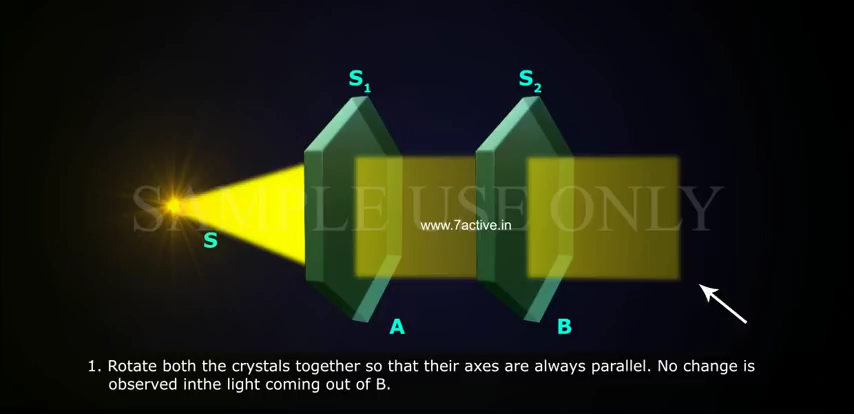 S1 S2
SAMPLE USE ONLY
www.7active.in
S
A B
1. Rotate both the crystals together so that their axes are always parallel. No change is
observed inthe light coming out of B.